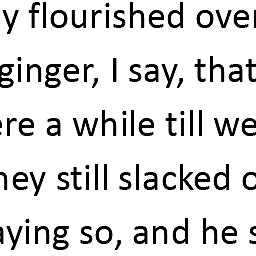 y flourished over
ginger, I say, that
ere a while till we
hey still slacked o
aying so, and he s